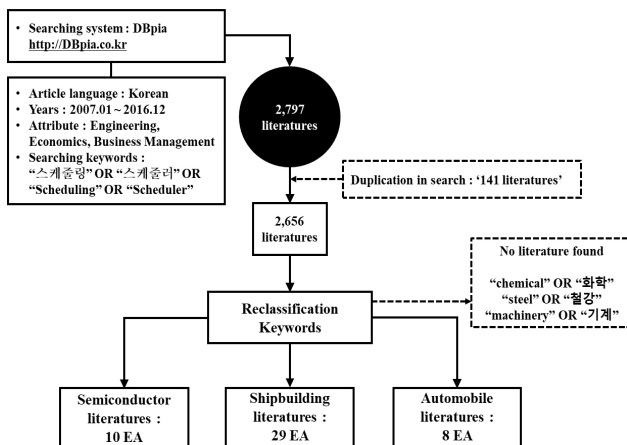 • Searching system : DBpia
http://DBpia.co.kr
• Article language : Korean
• Years : 2007.01~2016.12
• Attribute : Engineering,
Economics, Business Management
• Searching keywords :
“스케줄링” OR “스케줄러” OR
“Scheduling” OR “Scheduler”
2,797
literatures
Duplication in search : ‘141 literatures’
2,656
literatures
No literature found
“chemical” OR “화학”
“steel” OR “철강”
“machinery” OR “기계”
Reclassification
Keywords
Semiconductor
literatures :
10 EA
Shipbuilding
literatures :
29 EA
Automobile
literatures :
8 EA